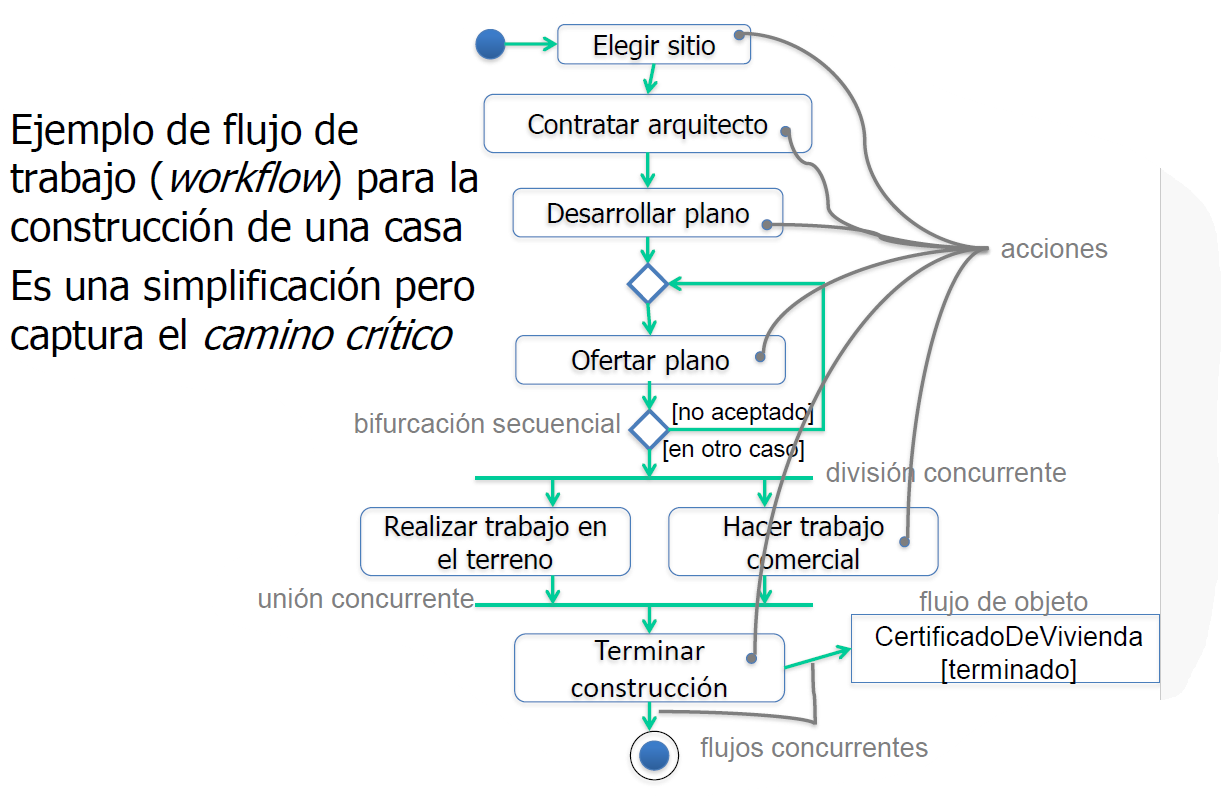 Ejemplo de flujo de
trabajo (workflow) para la
construcción de una casa
Es una simplificación pero
captura el camino crítico
Elegir sitio
Contratar arquitecto
Desarrollar plano
acciones
Ofertar plano
bifurcación secuencial
[no aceptado]
[en otro caso]
división concurrente
Realizar trabajo en
el terreno
Hacer trabajo
comercial
unión concurrente
flujo de objeto
CertificadoDeVivienda
[terminado]
Terminar
construcción
flujos concurrentes